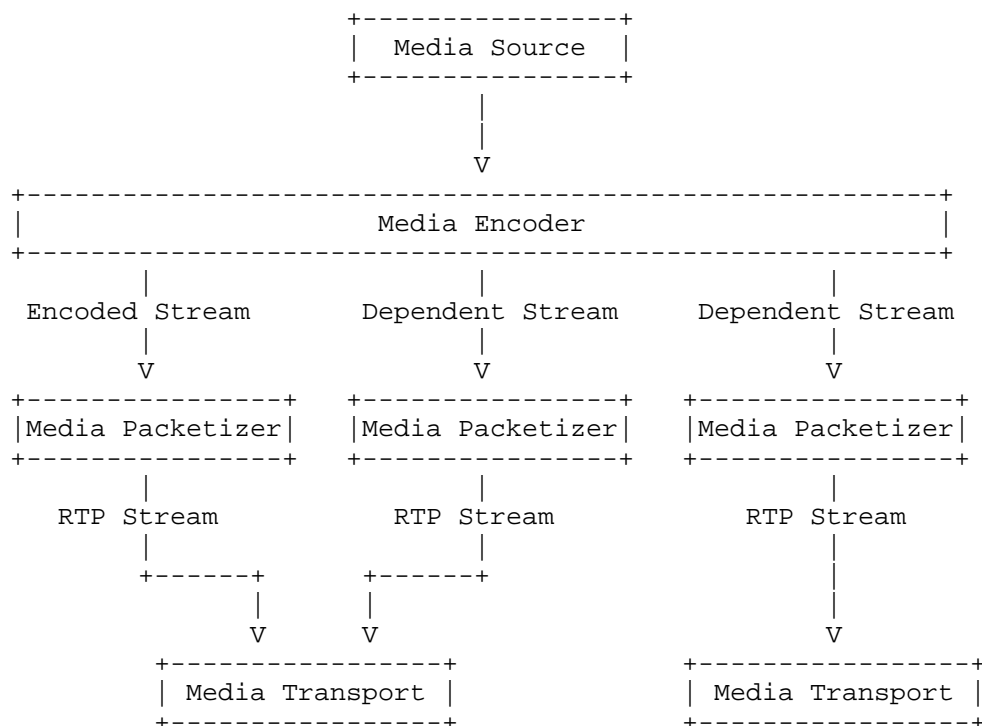 Media Source
V
Media Encoder
Encoded Stream Dependent Stream Dependent Stream
V V V
Media Packetizer Media Packetizer Media Packetizer
RTP Stream RTP Stream RTP Stream
V V V
Media Transport Media Transport